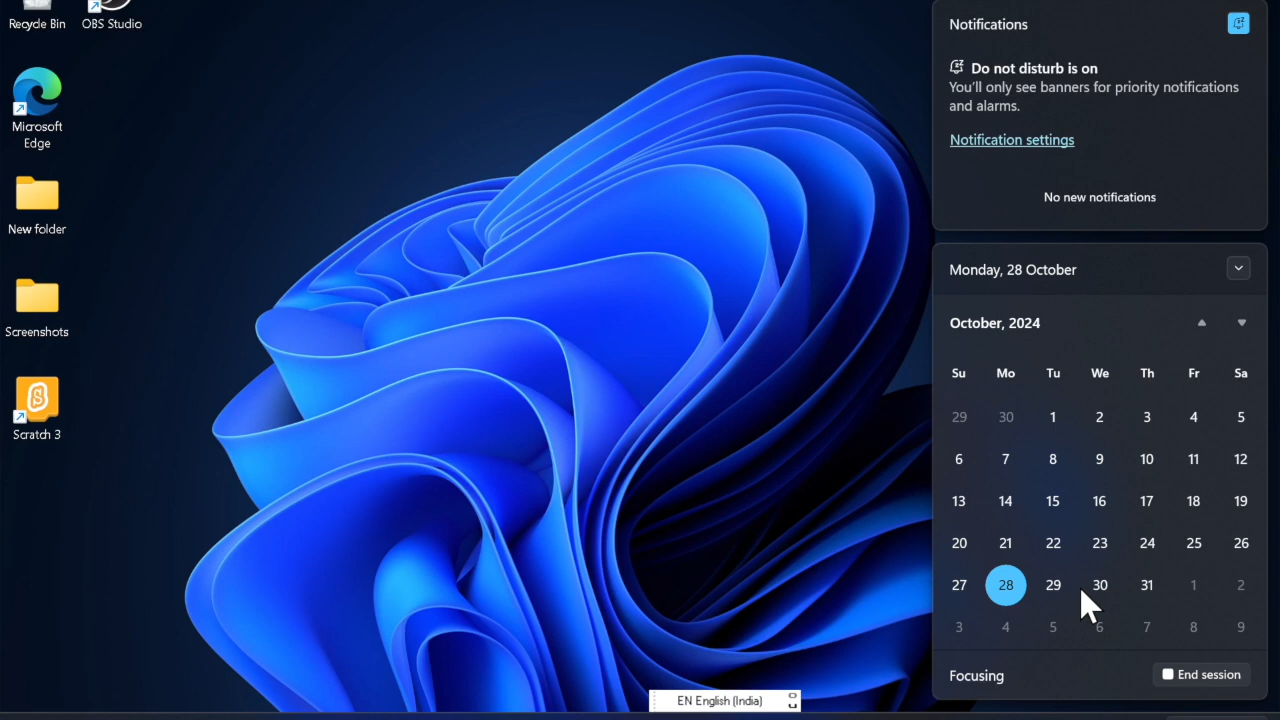 Recycle Bin
OBS Studio
Microsoft
Edge
New folder
Screenshots
Scratch 3
Notifications
Do not disturb is on
You'll only see banners for priority notifications
and alarms.
Notification settings
No new notifications
Monday, 28 October
October, 2024
Su Mo Tu We Th Fr Sa
29 30 1 2 3 4 5
6 7 8 9 10 11 12
13 14 15 16 17 18 19
20 21 22 23 24 25 26
27 28 29 30 31 1 2
3 4 5 6 7 8 9
Focusing
End session
EN English (India)